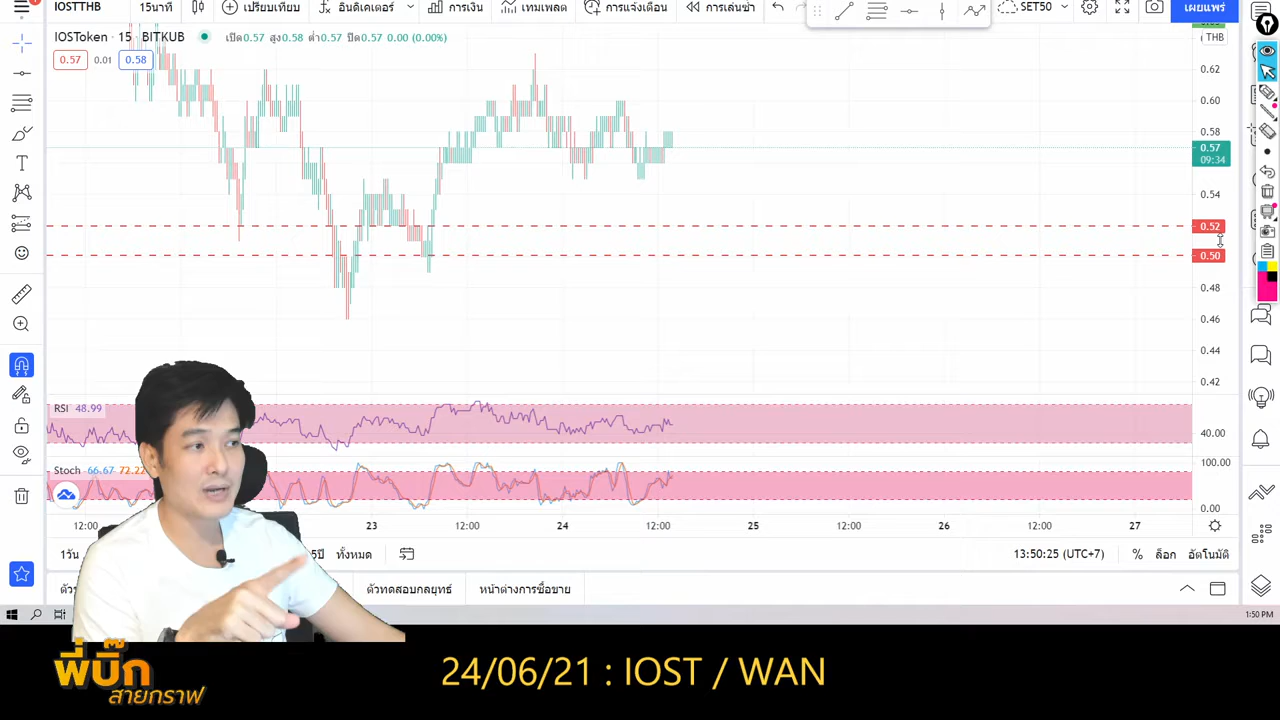 IOSTTHB 15นาที เปรียบเทียบ อินดิเคเตอร์ การเงิน เทมเพลต การแจ้งเตือน การเล่นซ้ำ SET50 เผยแพร่
IOSToken · 15 · BITKUB เปิด0.57 สูง0.58 ต่ำ0.57 ปิด0.57 0.00 (0.00%)
THB
0.57 0.01 0.58
0.62
0.60
0.58
0.57
09:34
0.54
0.52
0.50
0.48
0.46
0.44
0.42
RSI 48.99
40.00
Stoch 66.67 72.22
100.00
0.00
12:00 23 12:00 24 12:00 25 12:00 26 12:00 27
1วัน 5ปี ทั้งหมด 13:50:25 (UTC+7) % ล็อก อัตโนมัติ
ตัวทดสอบกลยุทธ์ หน้าต่างการซื้อขาย
1:50 PM
พี่บิ๊ก
สายกราฟ
24/06/21 : IOST / WAN